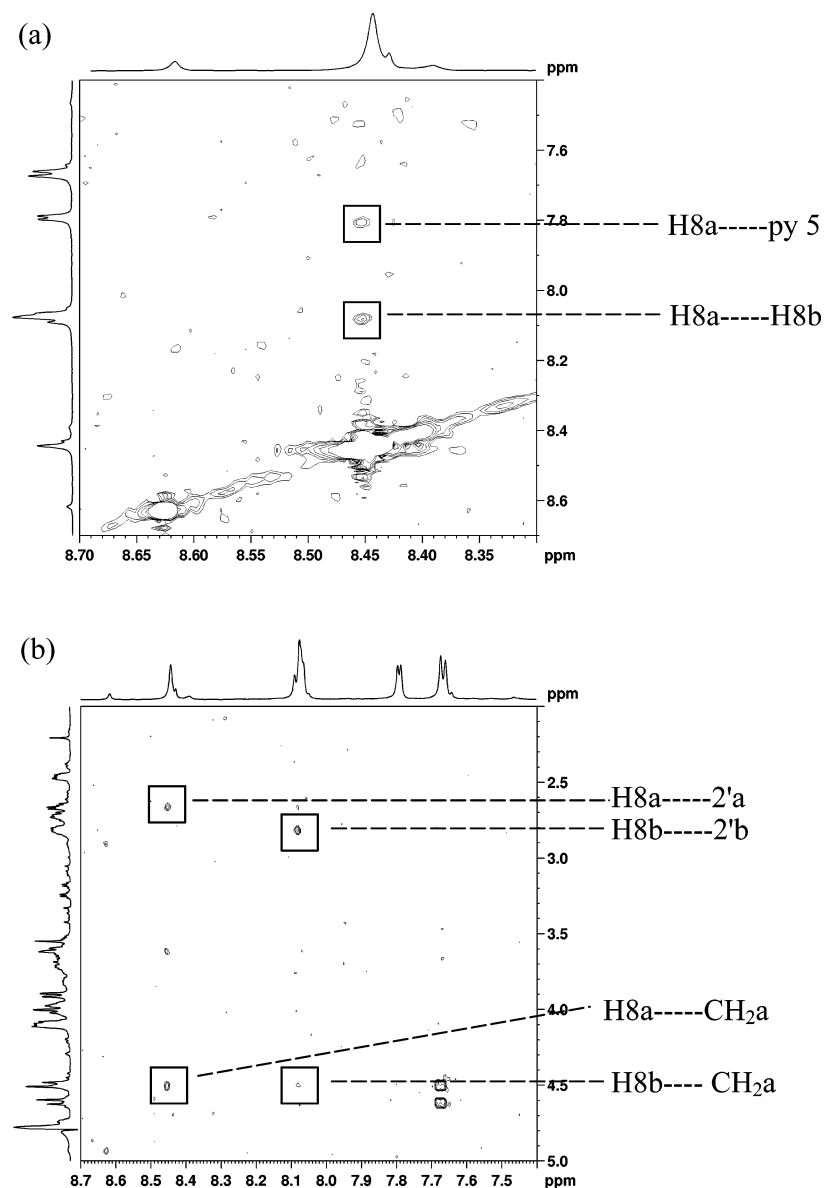 (a)
ppm
7.6
7.8
H8a-----py 5
8.0
H8a-----H8b
8.2
8.4
8.6
8.70 8.65 8.60 8.55 8.50 8.45 8.40 8.35 ppm
(b)
ppm
2.5
H8a-----2'a
H8b-----2'b
3.0
3.5
4.0
H8a-----CH₂a
4.5
H8b---- CH₂a
5.0
8.7 8.6 8.5 8.4 8.3 8.2 8.1 8.0 7.9 7.8 7.7 7.6 7.5 ppm